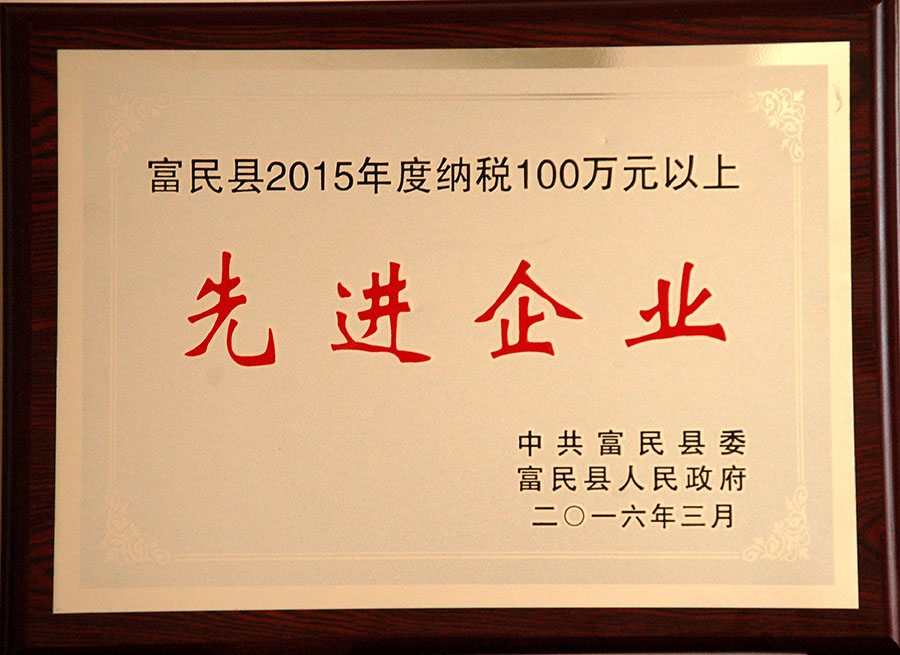 富民县2015年度纳税100万元以上
先进企业
中共富民县委
富民县人民政府
二〇一六年三月